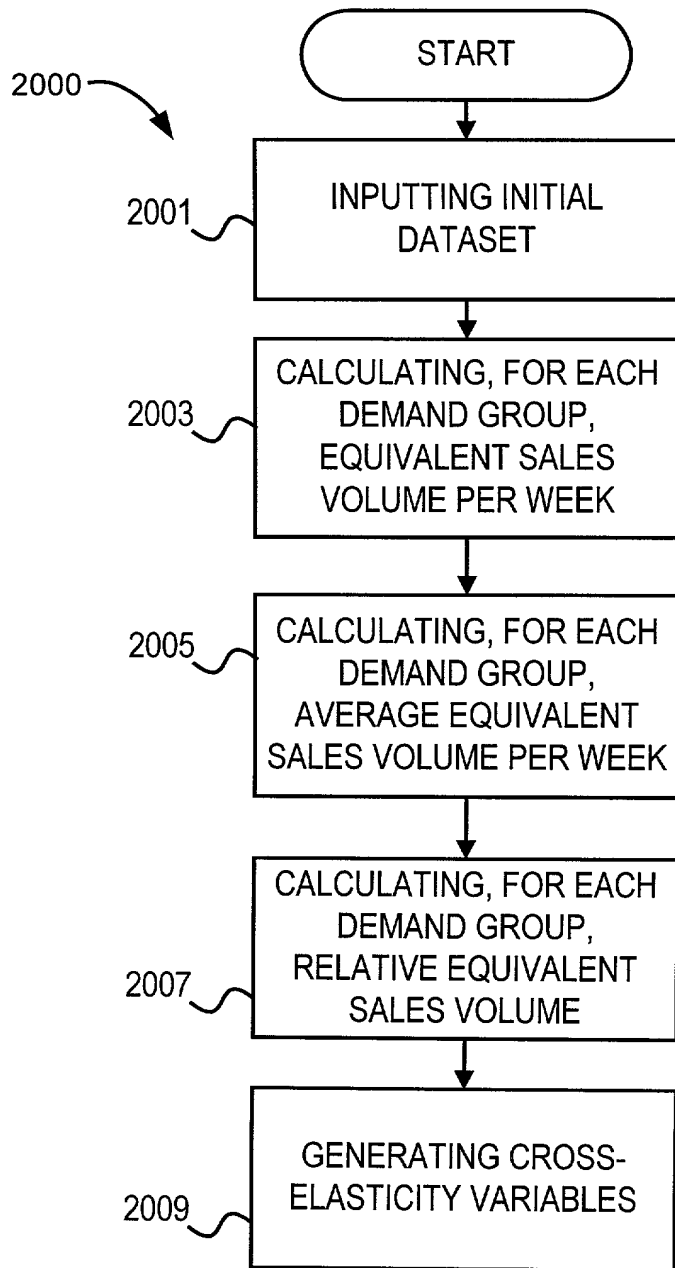 START
2000
2001
INPUTTING INITIAL
DATASET
2003
CALCULATING, FOR EACH
DEMAND GROUP,
EQUIVALENT SALES
VOLUME PER WEEK
2005
CALCULATING, FOR EACH
DEMAND GROUP,
AVERAGE EQUIVALENT
SALES VOLUME PER WEEK
2007
CALCULATING, FOR EACH
DEMAND GROUP,
RELATIVE EQUIVALENT
SALES VOLUME
2009
GENERATING CROSS-
ELASTICITY VARIABLES